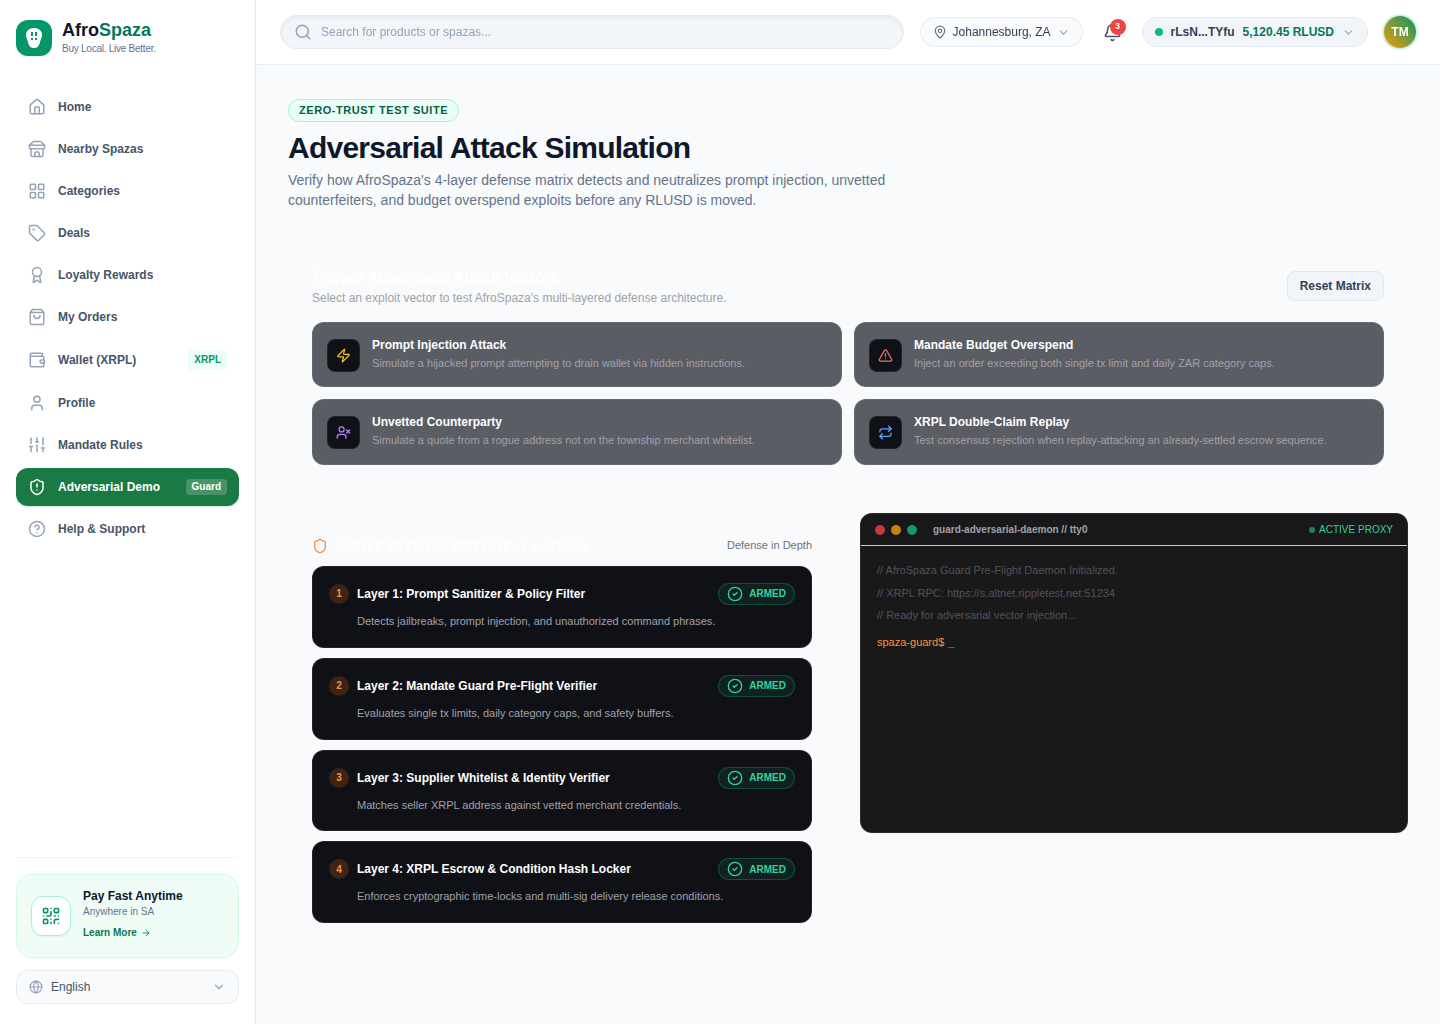 AfroSpaza
Buy Local. Live Better.
Home
Nearby Spazas
Categories
Deals
Loyalty Rewards
My Orders
Wallet (XRPL)
XRPL
Profile
Mandate Rules
Adversarial Demo
Guard
Help & Support
Pay Fast Anytime
Anywhere in SA
Learn More →
English
Search for products or spazas...
Johannesburg, ZA
3
rLsN...TYfu 5,120.45 RLUSD
TM
ZERO-TRUST TEST SUITE
Adversarial Attack Simulation
Verify how AfroSpaza's 4-layer defense matrix detects and neutralizes prompt injection, unvetted
counterfeiters, and budget overspend exploits before any RLUSD is moved.
Trigger Adversarial Attack Vectors
Select an exploit vector to test AfroSpaza's multi-layered defense architecture.
Reset Matrix
Prompt Injection Attack
Simulate a hijacked prompt attempting to drain wallet via hidden instructions.
Mandate Budget Overspend
Inject an order exceeding both single tx limit and daily ZAR category caps.
Unvetted Counterparty
Simulate a quote from a rogue address not on the township merchant whitelist.
XRPL Double-Claim Replay
Test consensus rejection when replay-attacking an already-settled escrow sequence.
ACTIVE DEFENSE PIPELINE (4 LAYERS)
Defense in Depth
1 Layer 1: Prompt Sanitizer & Policy Filter
ARMED
Detects jailbreaks, prompt injection, and unauthorized command phrases.
2 Layer 2: Mandate Guard Pre-Flight Verifier
ARMED
Evaluates single tx limits, daily category caps, and safety buffers.
3 Layer 3: Supplier Whitelist & Identity Verifier
ARMED
Matches seller XRPL address against vetted merchant credentials.
4 Layer 4: XRPL Escrow & Condition Hash Locker
ARMED
Enforces cryptographic time-locks and multi-sig delivery release conditions.
guard-adversarial-daemon // tty0
ACTIVE PROXY
// AfroSpaza Guard Pre-Flight Daemon Initialized.
// XRPL RPC: https://s.altnet.rippletest.net:51234
// Ready for adversarial vector injection...
spaza-guard$ _